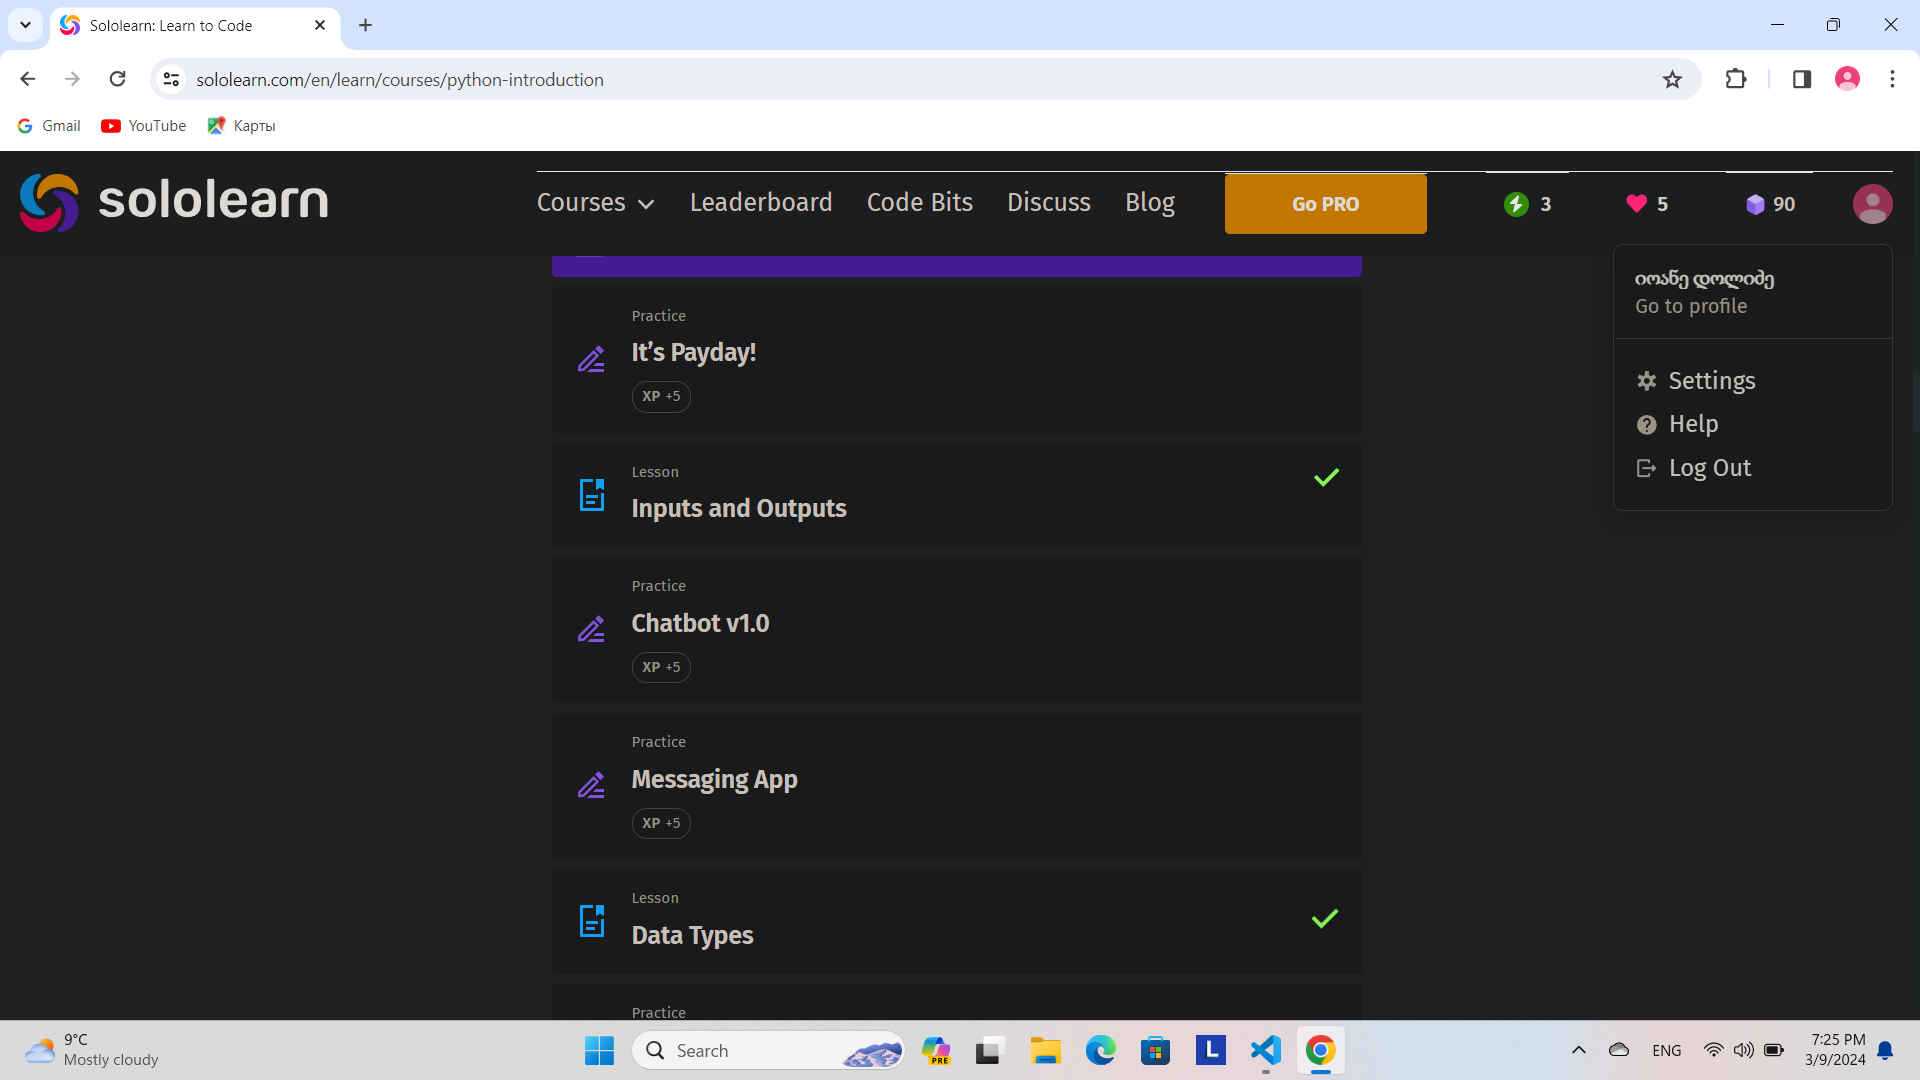 Sololearn: Learn to Code
sololearn.com/en/learn/courses/python-introduction
Gmail YouTube Карты
sololearn Courses Leaderboard Code Bits Discuss Blog Go PRO 3 5 90
იოანე დოლიძე
Go to profile
Settings
Help
Log Out
Practice
It’s Payday!
XP +5
Lesson
Inputs and Outputs
Practice
Chatbot v1.0
XP +5
Practice
Messaging App
XP +5
Lesson
Data Types
Practice
9°C
Mostly cloudy
Search
PRE
L
ENG
7:25 PM
3/9/2024